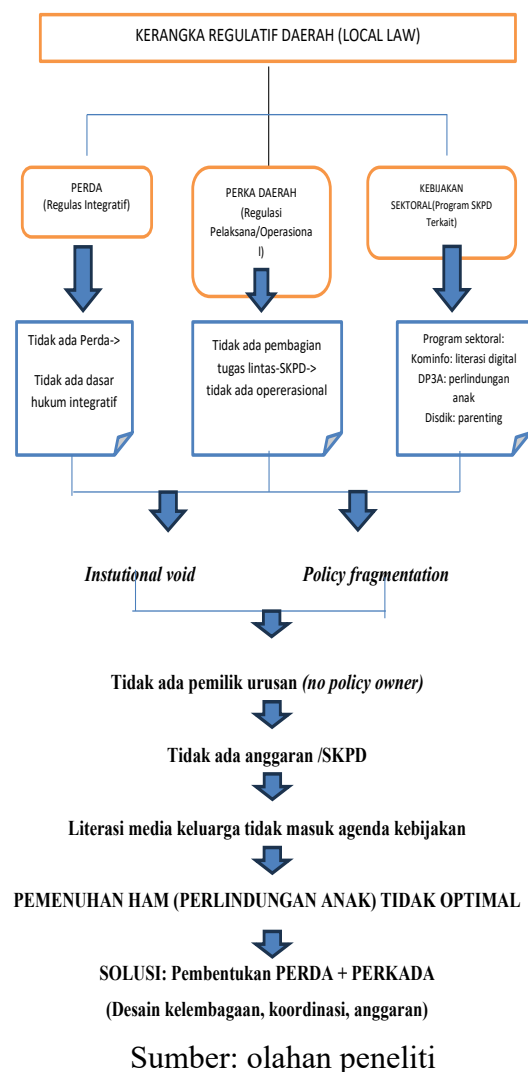 KERANGKA REGULATIF DAERAH (LOCAL LAW)
PERDA
(Regulas Integratif)
PERKA DAERAH
(Regulasi
Pelaksana/Operasiona
l)
KEBIJAKAN
SEKTORAL(Program SKPD
Terkait)
Tidak ada Perda->
Tidak ada dasar
hukum integratif
Tidak ada pembagian
tugas lintas-SKPD->
tidak ada opererasional
Program sektoral:
Kominfo: literasi digital
DP3A: perlindungan
anak
Disdik: parenting
Instutional void
Policy fragmentation
Tidak ada pemilik urusan (no policy owner)
Tidak ada anggaran /SKPD
Literasi media keluarga tidak masuk agenda kebijakan
PEMENUHAN HAM (PERLINDUNGAN ANAK) TIDAK OPTIMAL
SOLUSI: Pembentukan PERDA + PERKADA
(Desain kelembagaan, koordinasi, anggaran)
Sumber: olahan peneliti